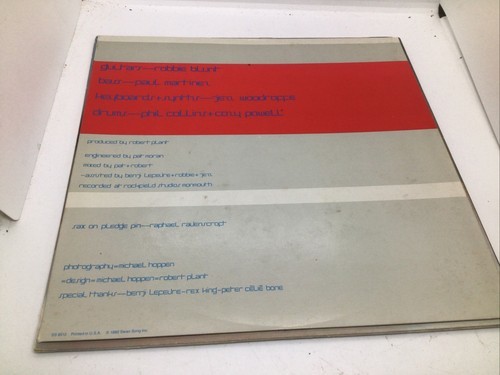 guitars--robbie blunt
bass--paul martinez
keyboards+synths--jezz woodroffe
drums--phil collins+cozy powell
produced by robert plant
engineered by pat moran
mixed by pat+robert
-assisted by benji lefevre+robbie+jezz
recorded at rockfield studios monmouth
sax on pledge pin--raphael ravenscroft
photography=michael hoppen
=design=michael hoppen=robert plant
special thanks--benji lefevre-rex king-peter
bone